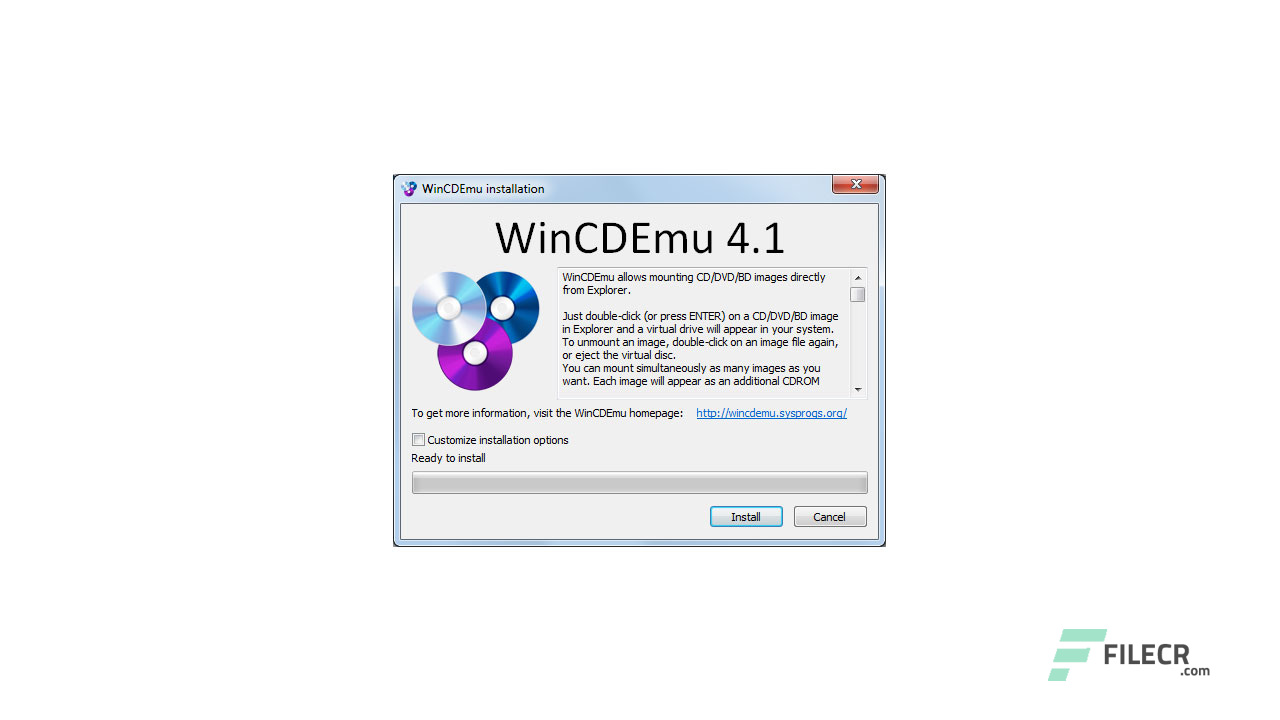 WinCDEmu installation
WinCDEmu 4.1
WinCDEmu allows mounting CD/DVD/BD images directly
from Explorer.
Just double-click (or press ENTER) on a CD/DVD/BD image
in Explorer and a virtual drive will appear in your system.
To unmount an image, double-click on an image file again,
or eject the virtual disc.
You can mount simultaneously as many images as you
want. Each image will appear as an additional CDROM
To get more information, visit the WinCDEmu homepage: http://wincdemu.sysprogs.org/
Customize installation options
Ready to install
Install Cancel
FILECR
.com